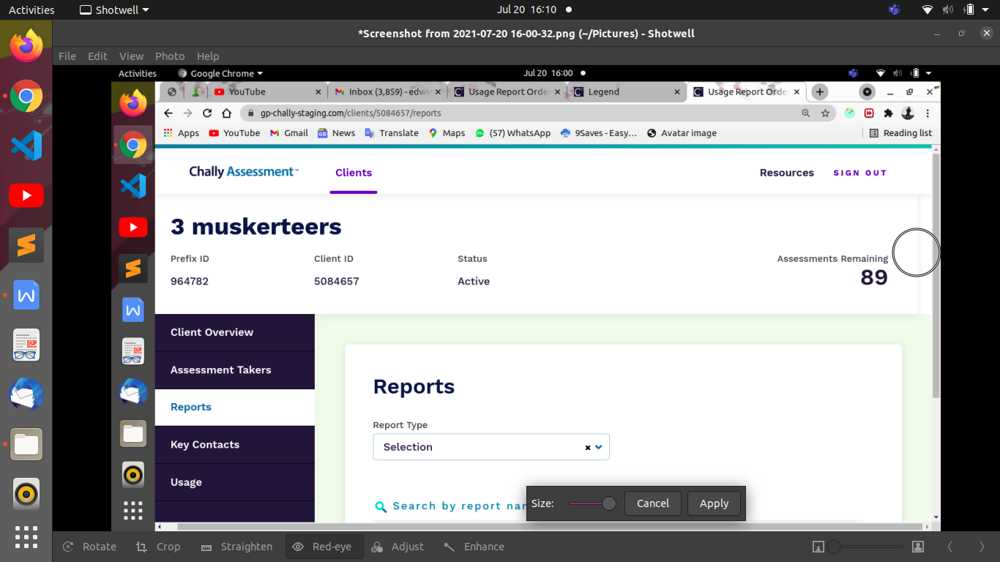 Activities Shotwell Jul 20 16:10
*Screenshot from 2021-07-20 16-00-32.png (~/Pictures) - Shotwell
File Edit View Photo Help
Activities Google Chrome Jul 20 16:00
YouTube Inbox (3,859) - edwin Usage Report Orde Legend Usage Report Orde
gp-chally-staging.com/clients/5084657/reports
Apps YouTube Gmail News Translate Maps (57) WhatsApp 9Saves - Easy... Avatar image Reading list
Chally Assessment™ Clients Resources SIGN OUT
3 muskerteers
Prefix ID Client ID Status Assessments Remaining
964782 5084657 Active 89
Client Overview
Assessment Takers
Reports
Key Contacts
Usage
Reports
Report Type
Selection
Search by report nar
Size: Cancel Apply
Rotate Crop Straighten Red-eye Adjust Enhance